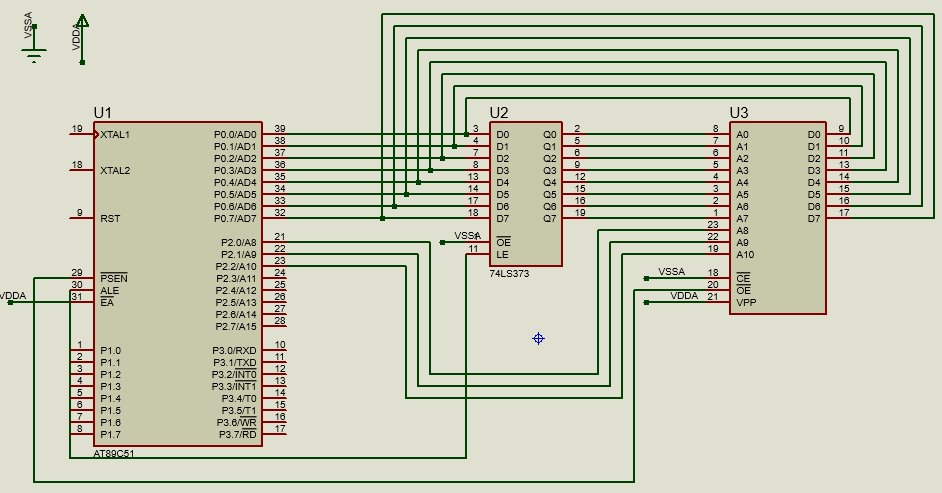 VSSA
VDDA
U1
19 XTAL1
18 XTAL2
9 RST
29 PSEN
30 ALE
31 EA
VDDA
1 P1.0
2 P1.1
3 P1.2
4 P1.3
5 P1.4
6 P1.5
7 P1.6
8 P1.7
P0.0/AD0 39
P0.1/AD1 38
P0.2/AD2 37
P0.3/AD3 36
P0.4/AD4 35
P0.5/AD5 34
P0.6/AD6 33
P0.7/AD7 32
P2.0/A8 21
P2.1/A9 22
P2.2/A10 23
P2.3/A11 24
P2.4/A12 25
P2.5/A13 26
P2.6/A14 27
P2.7/A15 28
P3.0/RXD 10
P3.1/TXD 11
P3.2/INT0 12
P3.3/INT1 13
P3.4/T0 14
P3.5/T1 15
P3.6/WR 16
P3.7/RD 17
AT89C51
U2
3 D0 Q0 2
4 D1 Q1 5
7 D2 Q2 6
8 D3 Q3 9
13 D4 Q4 12
14 D5 Q5 15
17 D6 Q6 16
18 D7 Q7 19
VSSA
OE
11 LE
74LS373
U3
8 A0 D0 9
7 A1 D1 10
6 A2 D2 11
5 A3 D3 13
4 A4 D4 14
3 A5 D5 15
2 A6 D6 16
1 A7 D7 17
23 A8
22 A9
19 A10
VSSA 18 CE
20 OE
VDDA 21 VPP